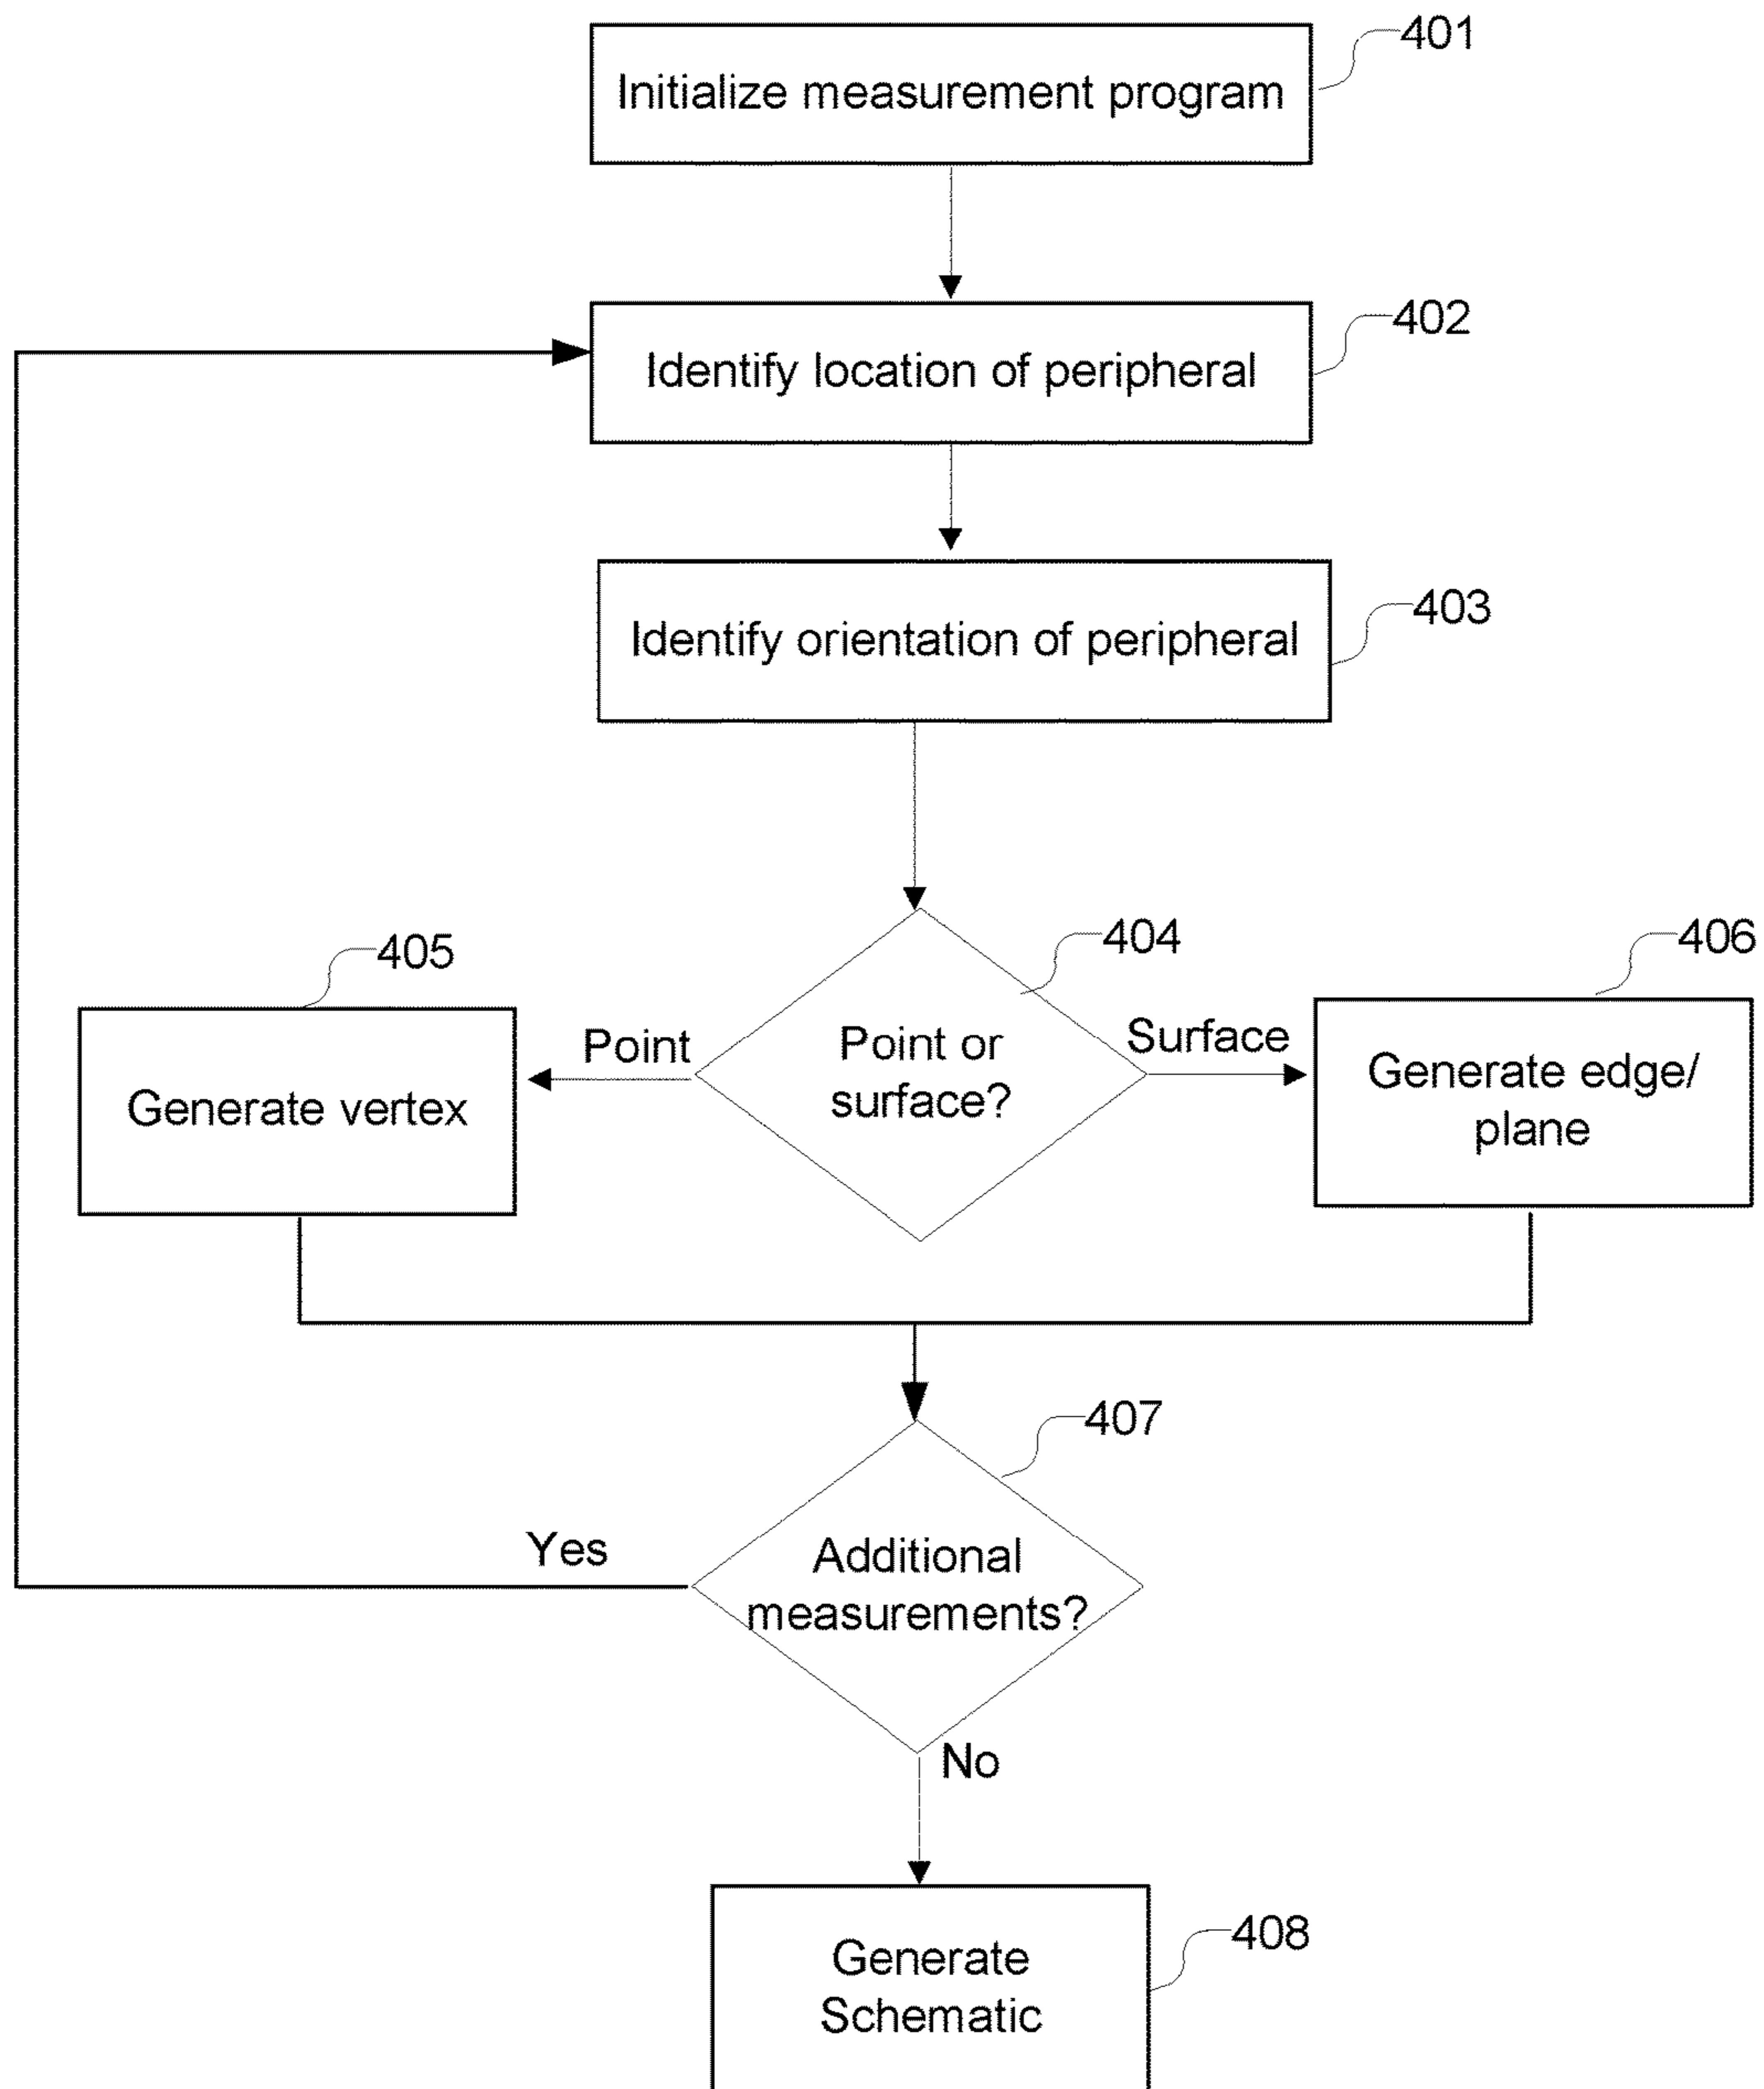 401
Initialize measurement program
402
Identify location of peripheral
403
Identify orientation of peripheral
404
405
406
Point or
surface?
Point
Surface
Generate vertex
Generate edge/
plane
407
Additional
measurements?
Yes
No
408
Generate
Schematic